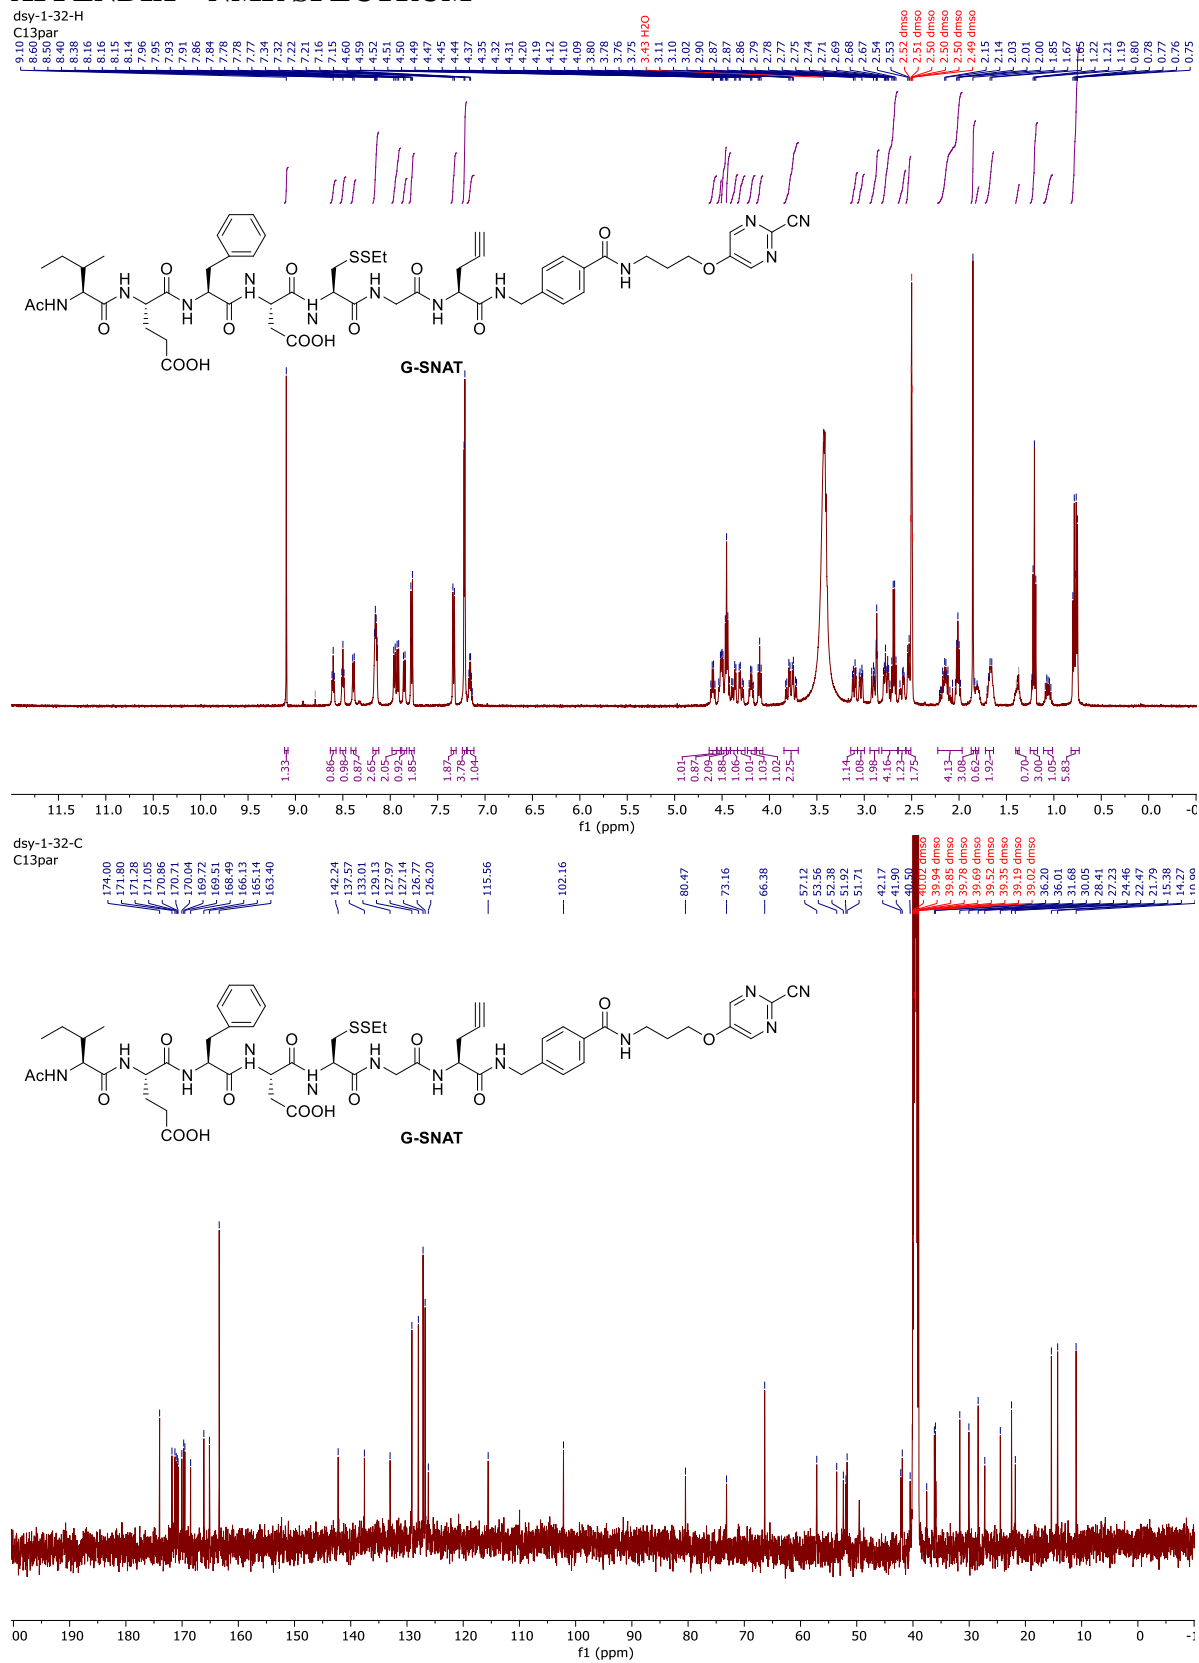 APPENDIX – NMR SPECTRUM
dsy-1-32-H
C13par
9.10 8.60 8.50 8.40 8.38 8.16 8.16 8.15 8.14 7.96 7.95 7.93 7.91 7.86 7.84 7.78 7.78 7.77 7.34 7.32 7.22 7.21 7.16 7.15 4.60 4.59 4.52 4.51 4.50 4.49 4.47 4.45 4.44 4.37 4.35 4.32 4.31 4.20 4.19 4.12 4.10 4.09 3.80 3.78 3.76 3.75 3.43 H2O 3.11 3.10 3.02 2.90 2.87 2.87 2.86 2.79 2.78 2.77 2.75 2.74 2.71 2.69 2.68 2.67 2.54 2.53 2.52 dmso 2.51 dmso 2.50 dmso 2.50 dmso 2.50 dmso 2.49 dmso 2.15 2.14 2.03 2.01 2.00 1.85 1.67 1.65 1.22 1.21 1.19 0.80 0.78 0.77 0.76 0.75
N CN
O
SSEt
N H
O
N
O H N O H N O N H O
AcHN
O N H O N H O N H O
COOH
COOH
G-SNAT
1.33 0.86 0.98 0.87 2.65 2.05 0.92 1.85 1.87 3.78 1.04 1.01 0.87 2.09 1.88 1.06 1.01 1.03 1.02 2.25 1.14 1.08 1.98 4.16 1.23 1.75 4.13 3.08 0.62 1.92 0.70 3.00 1.05 5.83
11.5 11.0 10.5 10.0 9.5 9.0 8.5 8.0 7.5 7.0 6.5 6.0 5.5 5.0 4.5 4.0 3.5 3.0 2.5 2.0 1.5 1.0 0.5 0.0
f1 (ppm)
dsy-1-32-C
C13par
174.00 171.80 171.28 171.05 170.86 170.71 170.04 169.72 169.51 168.49 166.13 165.14 163.40 142.24 137.57 133.01 129.13 127.97 127.14 126.77 126.20 115.56 102.16 80.47 73.16 66.38 57.12 53.56 52.38 51.92 51.71 42.17 41.90 40.50 40.02 dmso 39.94 dmso 39.85 dmso 39.78 dmso 39.69 dmso 39.52 dmso 39.35 dmso 39.19 dmso 39.02 dmso 36.20 36.01 31.68 30.05 28.41 27.23 24.46 22.47 21.79 15.38 14.27 10.99
N CN
O
SSEt
N H
O
N
O H N O H N O N H O
AcHN
O N H O N H O N H O
COOH
COOH
G-SNAT
00 190 180 170 160 150 140 130 120 110 100 90 80 70 60 50 40 30 20 10 0 -1
f1 (ppm)